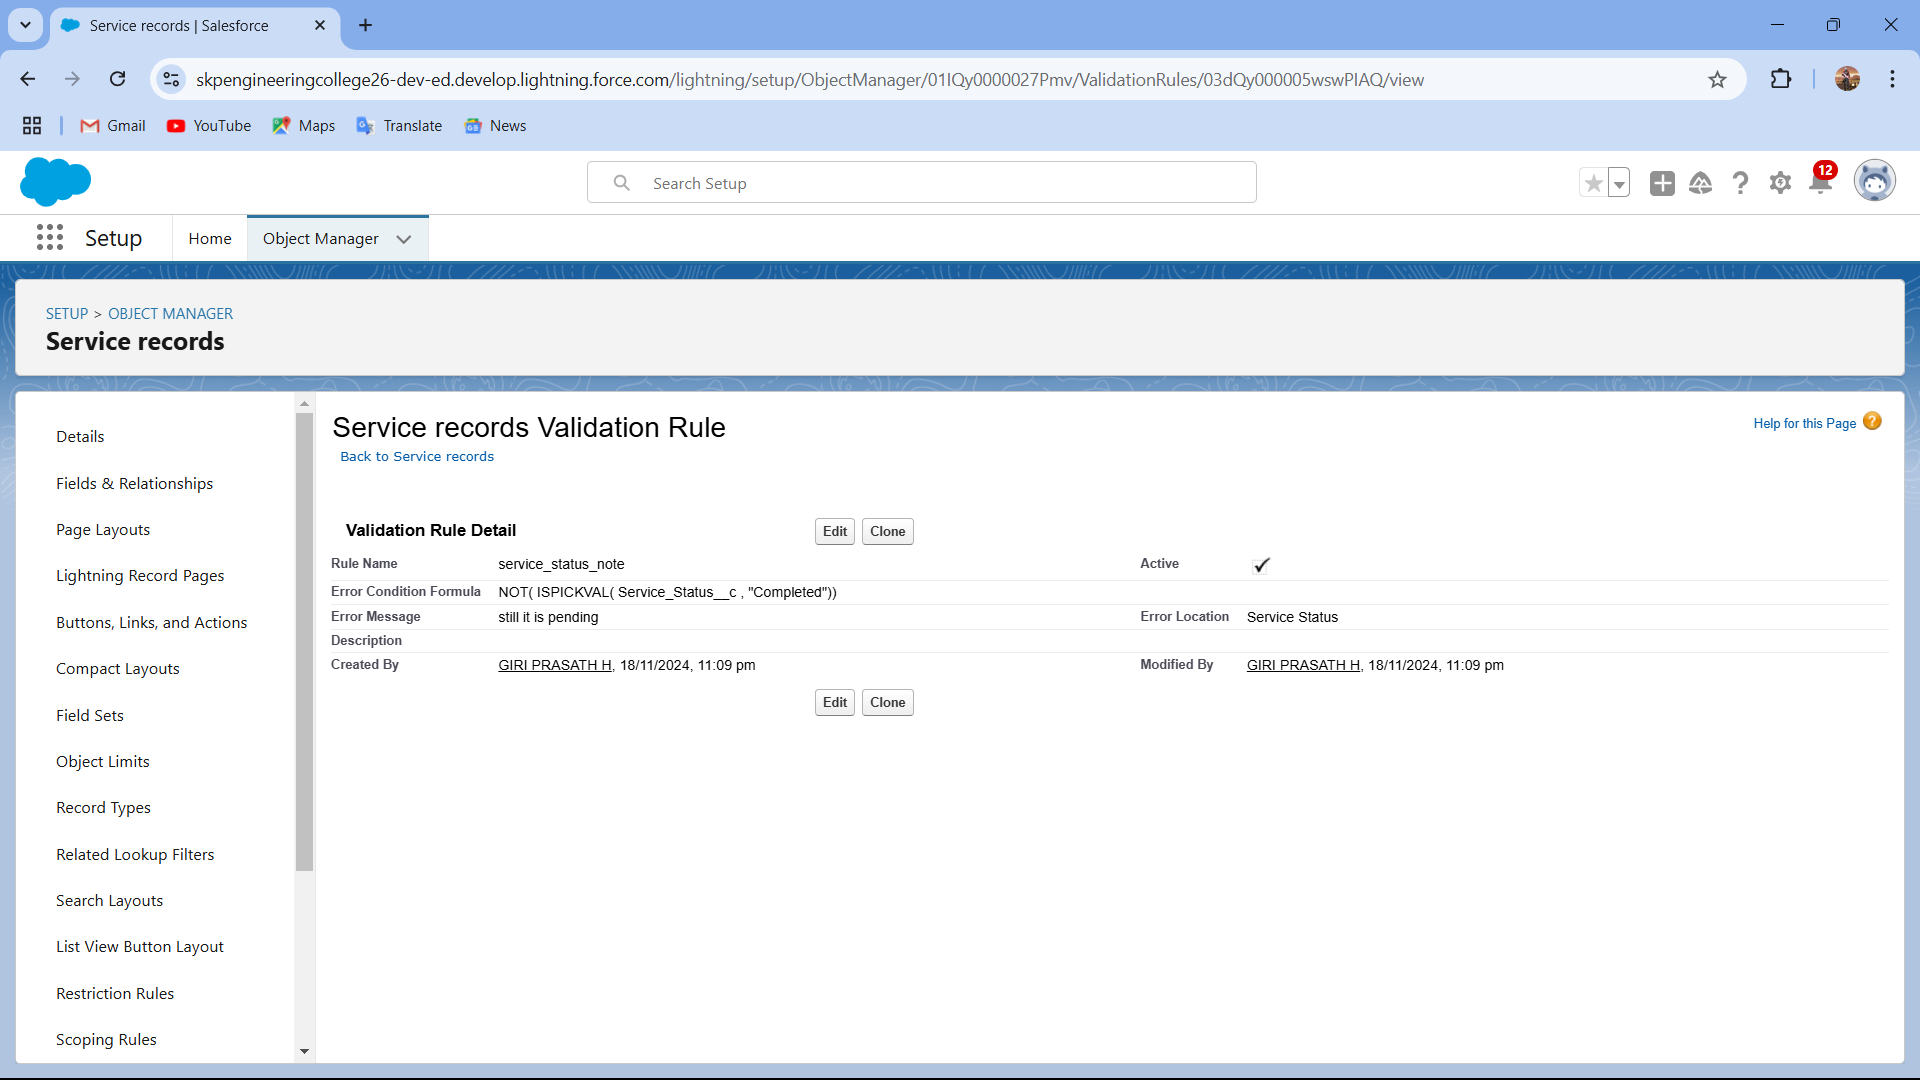 Service records | Salesforce
skpengineeringcollege26-dev-ed.develop.lightning.force.com/lightning/setup/ObjectManager/01IQy0000027Pmv/ValidationRules/03dQy000005wswPIAQ/view
Gmail YouTube Maps Translate News
Search Setup
12
Setup Home Object Manager
SETUP > OBJECT MANAGER
Service records
Details
Fields & Relationships
Page Layouts
Lightning Record Pages
Buttons, Links, and Actions
Compact Layouts
Field Sets
Object Limits
Record Types
Related Lookup Filters
Search Layouts
List View Button Layout
Restriction Rules
Scoping Rules
Service records Validation Rule
Help for this Page ?
Back to Service records
Validation Rule Detail Edit Clone
Rule Name service_status_note Active
Error Condition Formula NOT( ISPICKVAL( Service_Status__c , "Completed"))
Error Message still it is pending Error Location Service Status
Description
Created By GIRI PRASATH H, 18/11/2024, 11:09 pm Modified By GIRI PRASATH H, 18/11/2024, 11:09 pm
Edit Clone